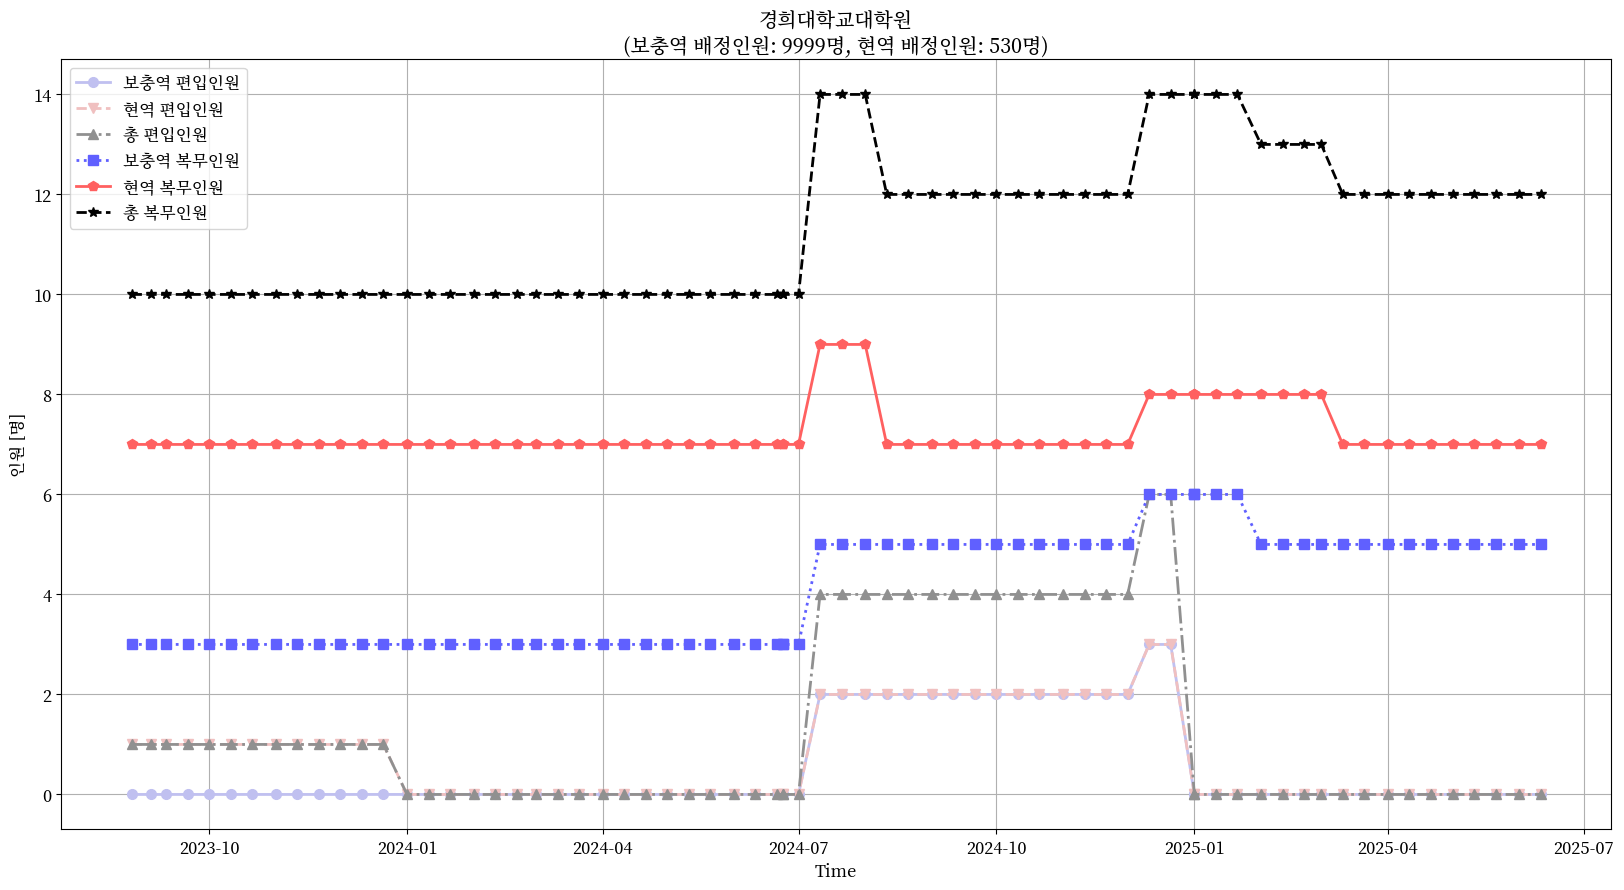 경희대학교대학원
(보충역 배정인원: 9999명, 현역 배정인원: 530명)
보충역 편입인원
현역 편입인원
총 편입인원
보충역 복무인원
현역 복무인원
총 복무인원
14
12
10
8
6
4
2
0
인원 [명]
2023-10
2024-01
2024-04
2024-07
2024-10
2025-01
2025-04
2025-07
Time